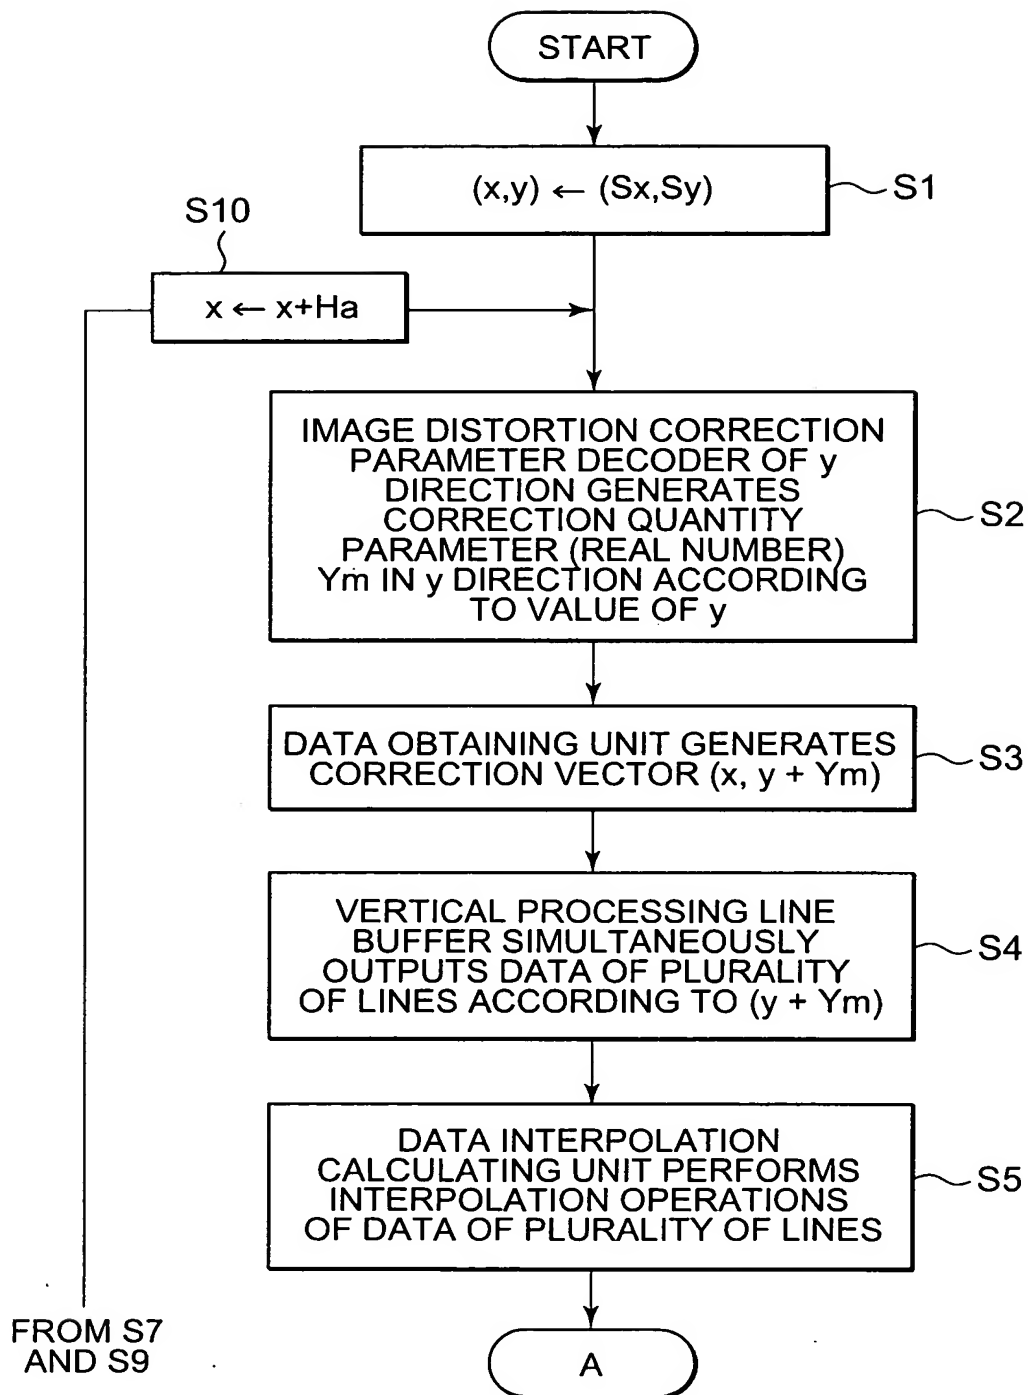 START
(x,y) ← (Sx,Sy)
S1
S10
x ← x+Ha
IMAGE DISTORTION CORRECTION
PARAMETER DECODER OF y
DIRECTION GENERATES
CORRECTION QUANTITY
PARAMETER (REAL NUMBER)
Ym IN y DIRECTION ACCORDING
TO VALUE OF y
S2
DATA OBTAINING UNIT GENERATES
CORRECTION VECTOR (x, y + Ym)
S3
VERTICAL PROCESSING LINE
BUFFER SIMULTANEOUSLY
OUTPUTS DATA OF PLURALITY
OF LINES ACCORDING TO (y + Ym)
S4
DATA INTERPOLATION
CALCULATING UNIT PERFORMS
INTERPOLATION OPERATIONS
OF DATA OF PLURALITY OF LINES
S5
FROM S7
AND S9
A